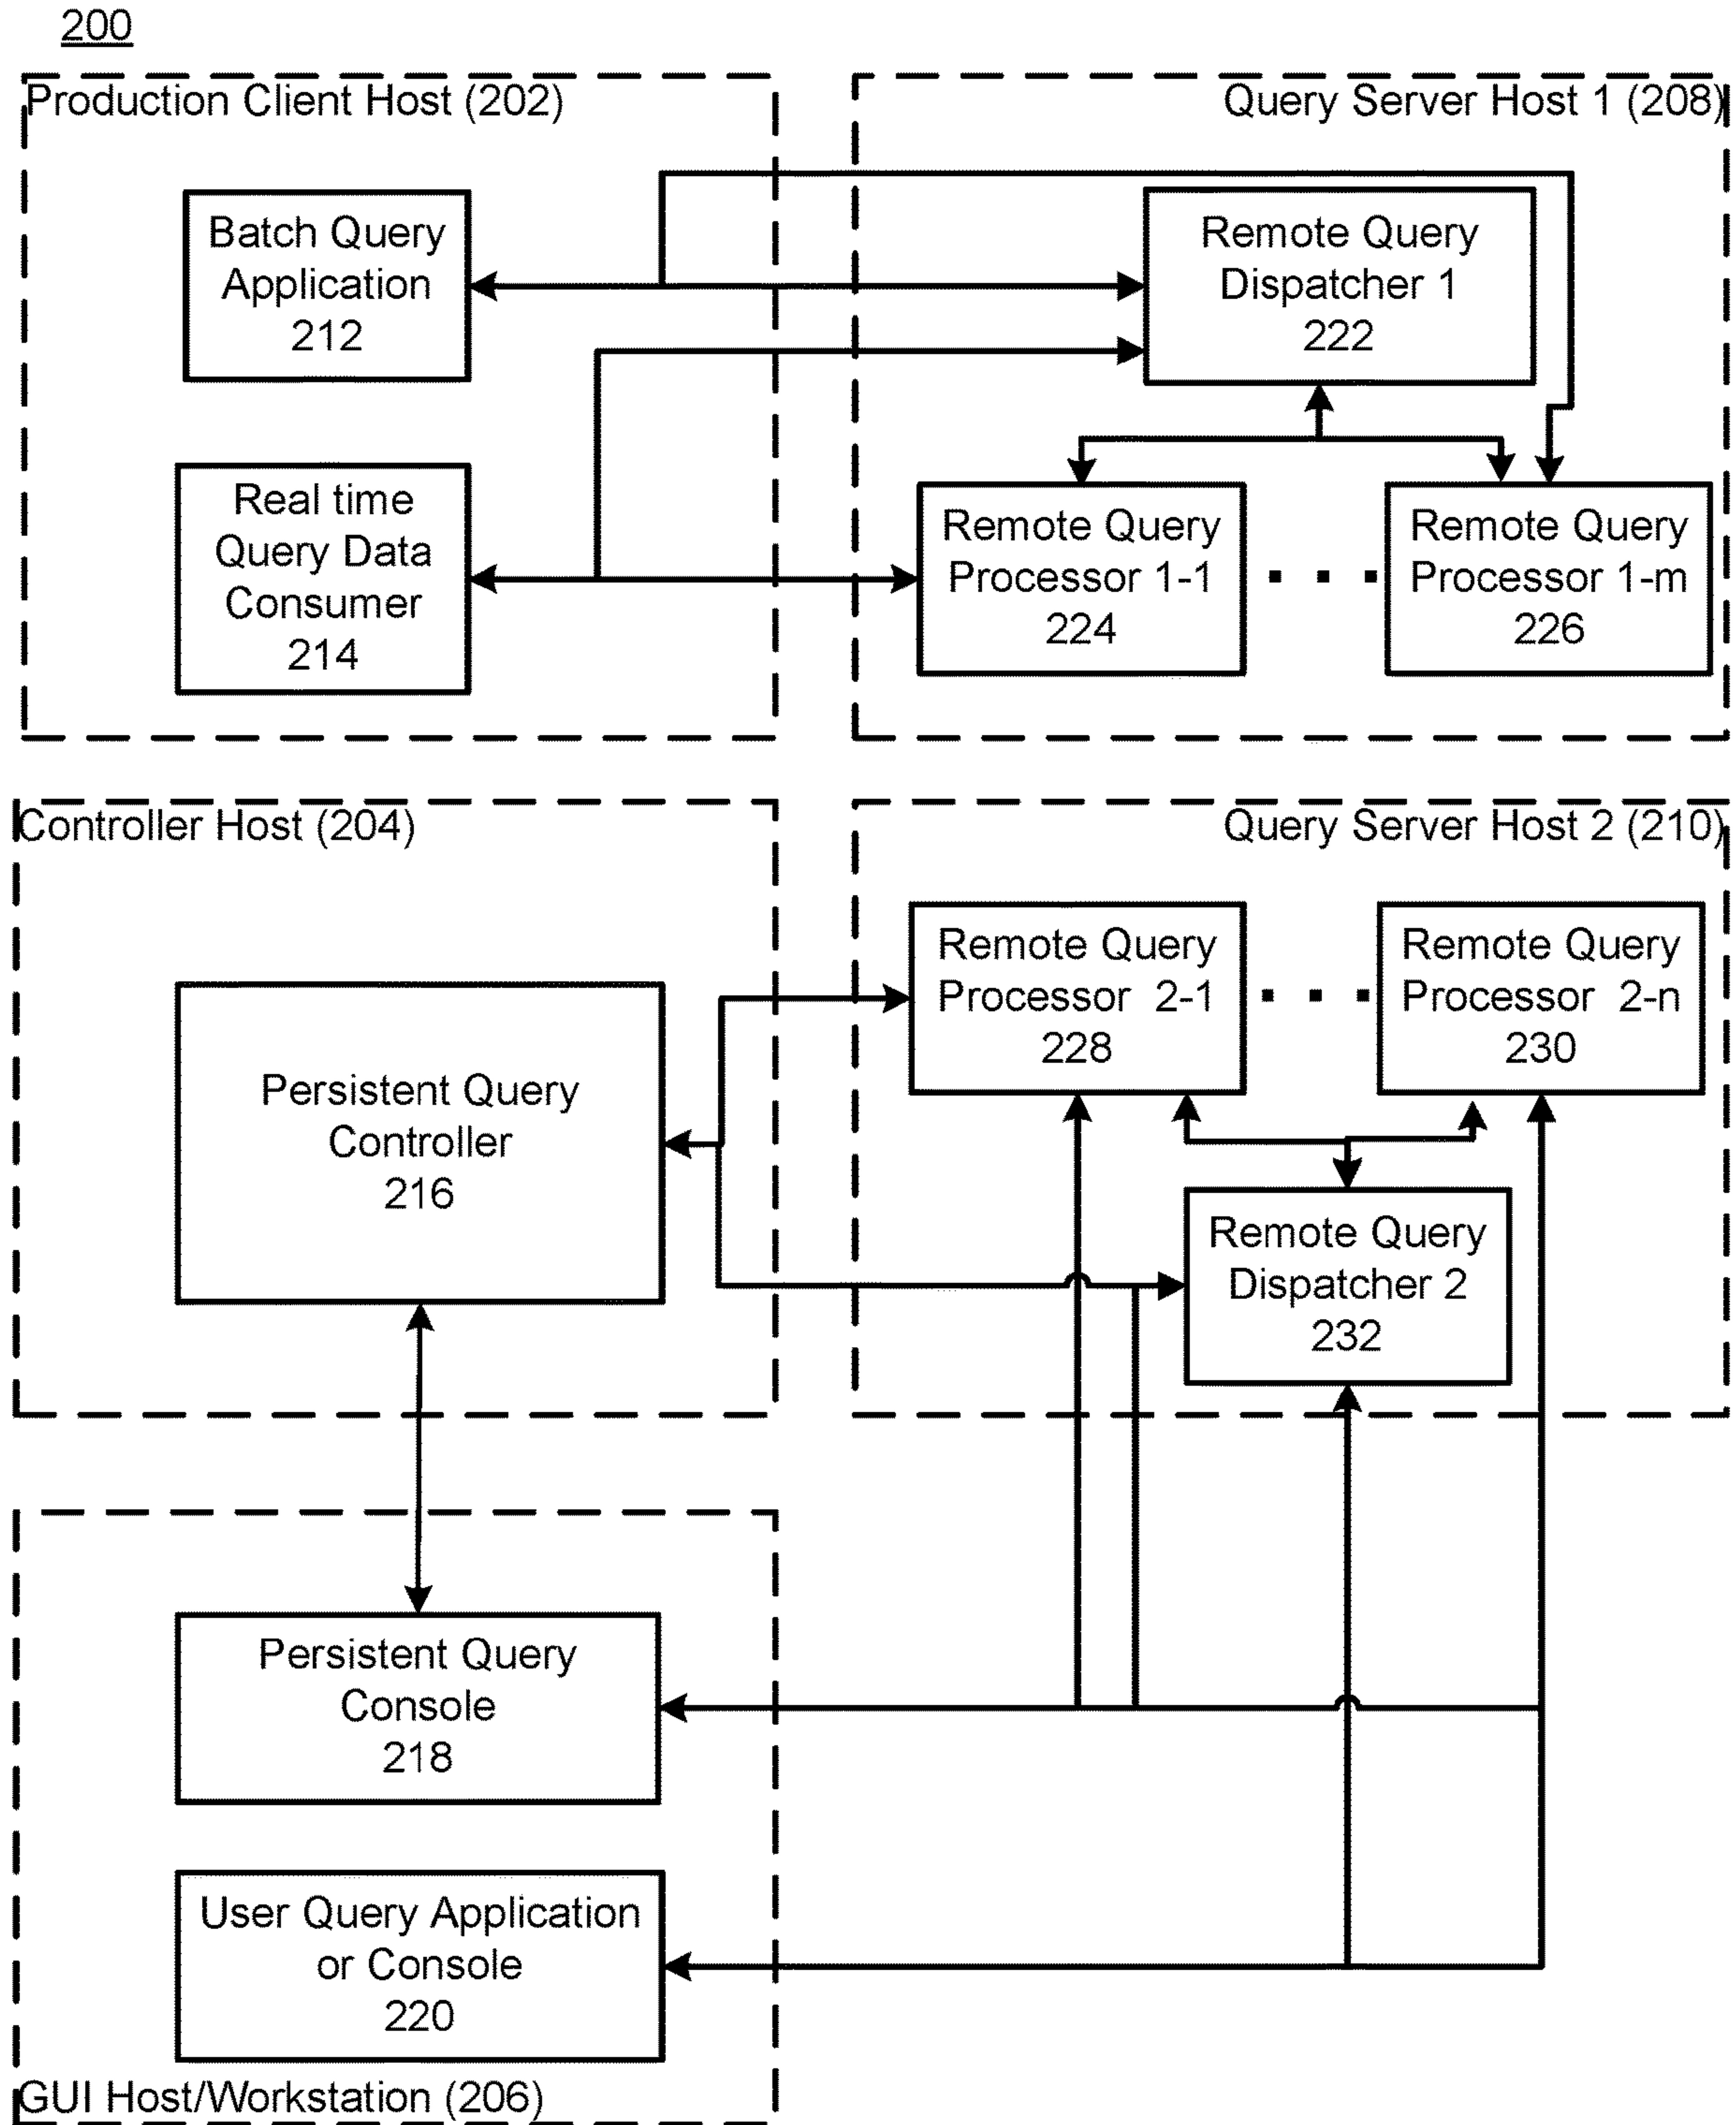 200
Production Client Host (202)
Batch Query
Application
212
Real time
Query Data
Consumer
214
Query Server Host 1 (208)
Remote Query
Dispatcher 1
222
Remote Query
Processor 1-1
224
Remote Query
Processor 1-m
226
Controller Host (204)
Persistent Query
Controller
216
Query Server Host 2 (210)
Remote Query
Processor 2-1
228
Remote Query
Processor 2-n
230
Remote Query
Dispatcher 2
232
Persistent Query
Console
218
User Query Application
or Console
220
GUI Host/Workstation (206)